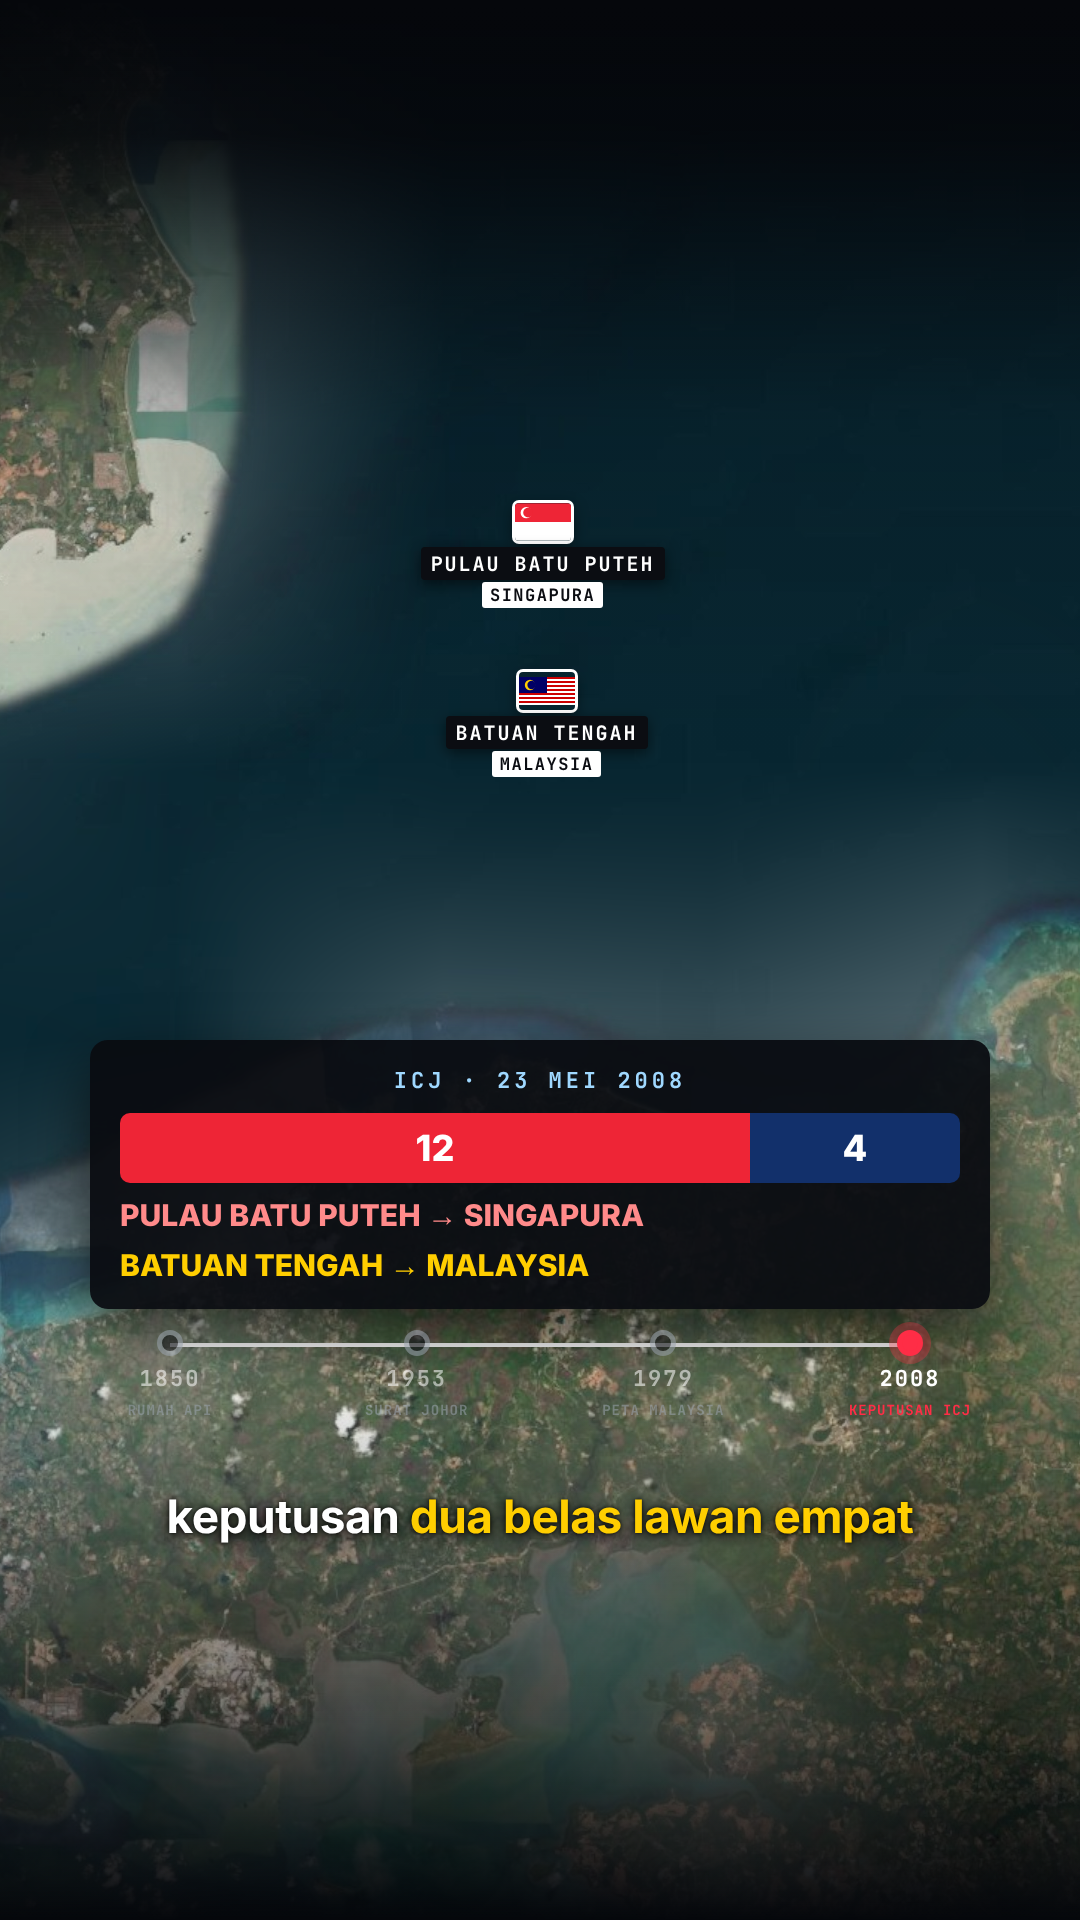 PULAU BATU PUTEH
SINGAPURA
BATUAN TENGAH
MALAYSIA
ICJ · 23 MEI 2008
12 4
PULAU BATU PUTEH → SINGAPURA
BATUAN TENGAH → MALAYSIA
1850 1953 1979 2008
RUMAH API SURAT JOHOR PETA MALAYSIA KEPUTUSAN ICJ
keputusan dua belas lawan empat